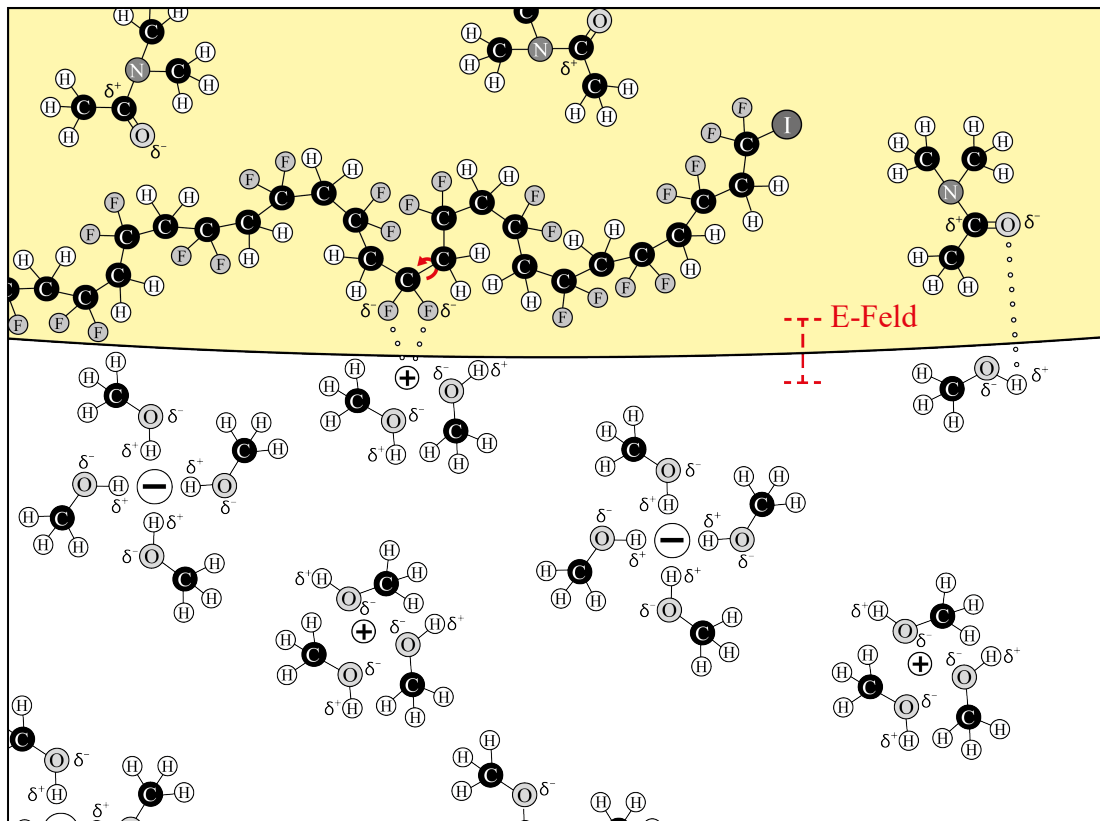 H H C O
C H H C N C
N C H H H δ⁺ C
H δ⁺ H H H
H C C H H H
H O δ⁻
F F I
F C
H H H H
H C C H
N
H H
δ⁺ C O δ⁻
H C H
H
F H H F F C H
F H H C C F F H H F C F C H
F C C C C F C C C F H H C H
F C F F H H C F C F C C H
H H C H C C H C C C F F
C C C H H C H H C F
F F F H δ⁻ F F δ⁻ F
E-Feld
H H
H C H + δ⁻ H δ⁺ H C O H δ⁺
H O δ⁻ H C O δ⁻ O H δ⁻
δ⁺ H δ⁺ H C H H
H H H
C H
δ⁻ δ⁺
O H − H O
H C δ⁺ δ⁻
H H
H δ⁺
δ⁻ O H
C H
H
H
H C O δ⁻
H δ⁺ H
H H
C H
δ⁻ δ⁺
O H − H O
H C δ⁺ δ⁻
H H
H δ⁺
δ⁻ O H
C H
H
H
δ⁺ H C H
O δ⁻ H
H + δ⁻ H δ⁺
H C O
H O δ⁻ C H
δ⁺ H H
H
δ⁺ H C H
O δ⁻ H
H + δ⁻ H δ⁺
H C O
H O δ⁻ C H
δ⁺ H H H
H
C
O δ⁻
δ⁺ H
H H
C H
δ⁺
H
H C δ⁻
H O
H H